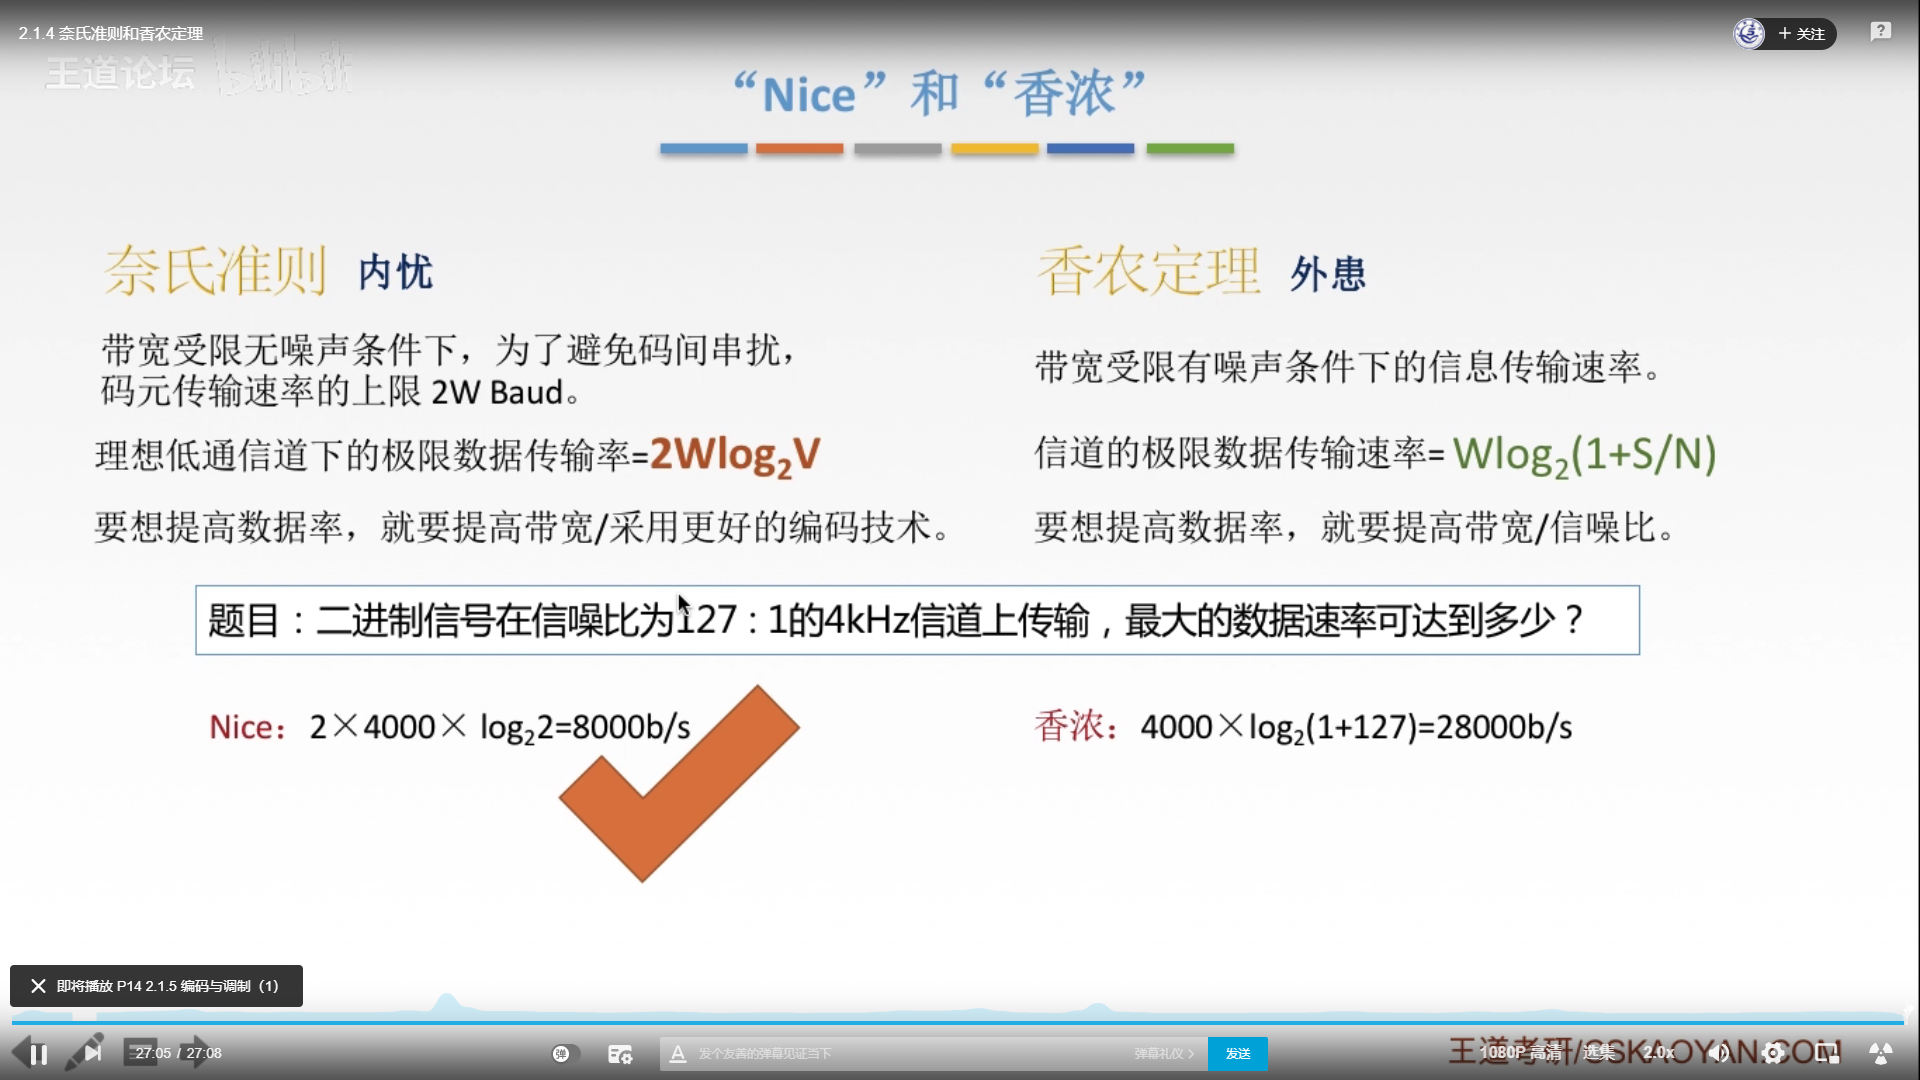 2.1.4 奈氏准则和香农定理
+ 关注
王道论坛 bilibili
“Nice”和“香浓”
奈氏准则 内忧
带宽受限无噪声条件下，为了避免码间串扰，
码元传输速率的上限 2W Baud。
理想低通信道下的极限数据传输率=2Wlog₂V
要想提高数据率，就要提高带宽/采用更好的编码技术。
香农定理 外患
带宽受限有噪声条件下的信息传输速率。
信道的极限数据传输速率= Wlog₂(1+S/N)
要想提高数据率，就要提高带宽/信噪比。
题目：二进制信号在信噪比为127：1的4kHz信道上传输，最大的数据速率可达到多少？
Nice： 2×4000× log₂2=8000b/s
香浓：4000×log₂(1+127)=28000b/s
即将播放 P14 2.1.5 编码与调制（1）
27:05 / 27:08
弹
发个友善的弹幕见证当下
弹幕礼仪 >
发送
王道考研/CSKAOYAN.COM
1080P 高清
选集
2.0x